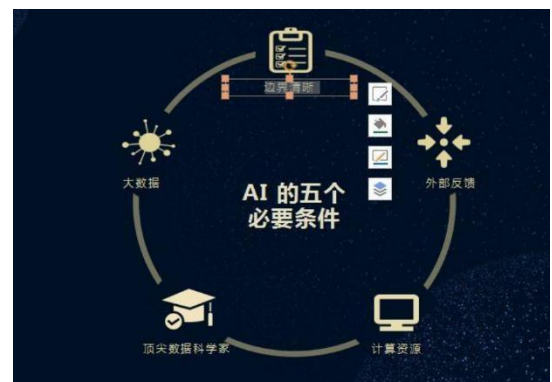 边界清晰
大数据
外部反馈
AI 的五个
必要条件
顶尖数据科学家
计算资源